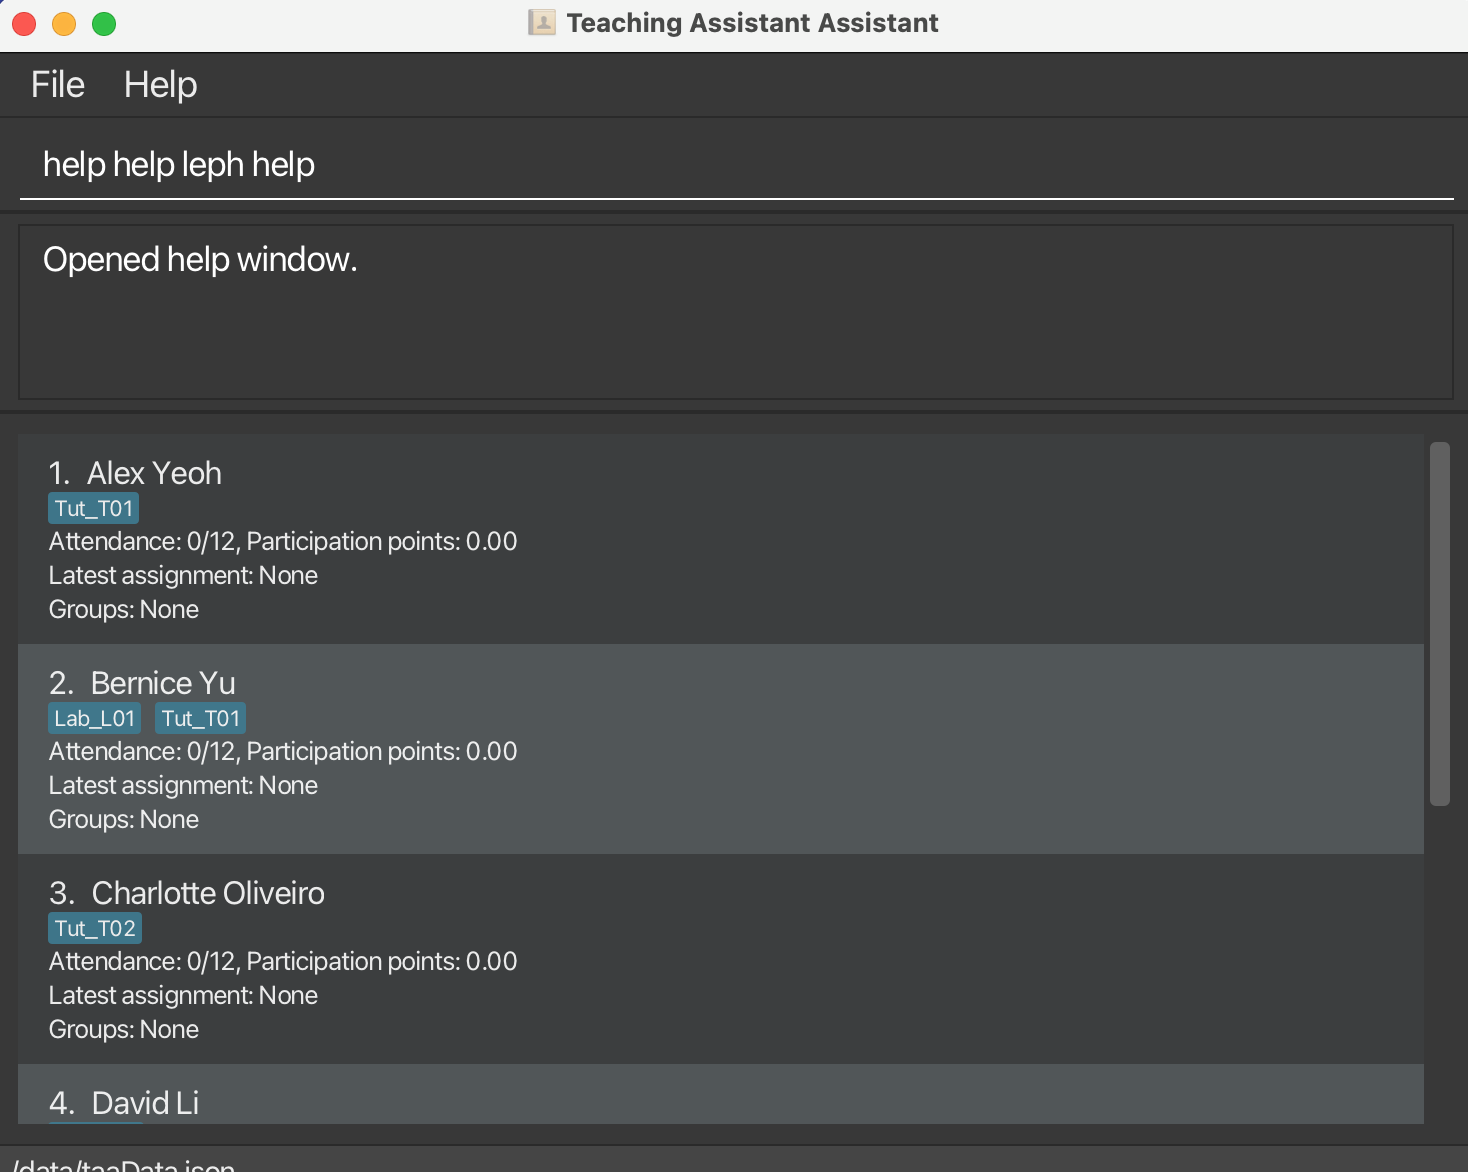 Teaching Assistant Assistant
File Help
help help leph help
Opened help window.
1. Alex Yeoh
Tut_T01
Attendance: 0/12, Participation points: 0.00
Latest assignment: None
Groups: None
2. Bernice Yu
Lab_L01 Tut_T01
Attendance: 0/12, Participation points: 0.00
Latest assignment: None
Groups: None
3. Charlotte Oliveiro
Tut_T02
Attendance: 0/12, Participation points: 0.00
Latest assignment: None
Groups: None
4. David Li
/data/taaData.json